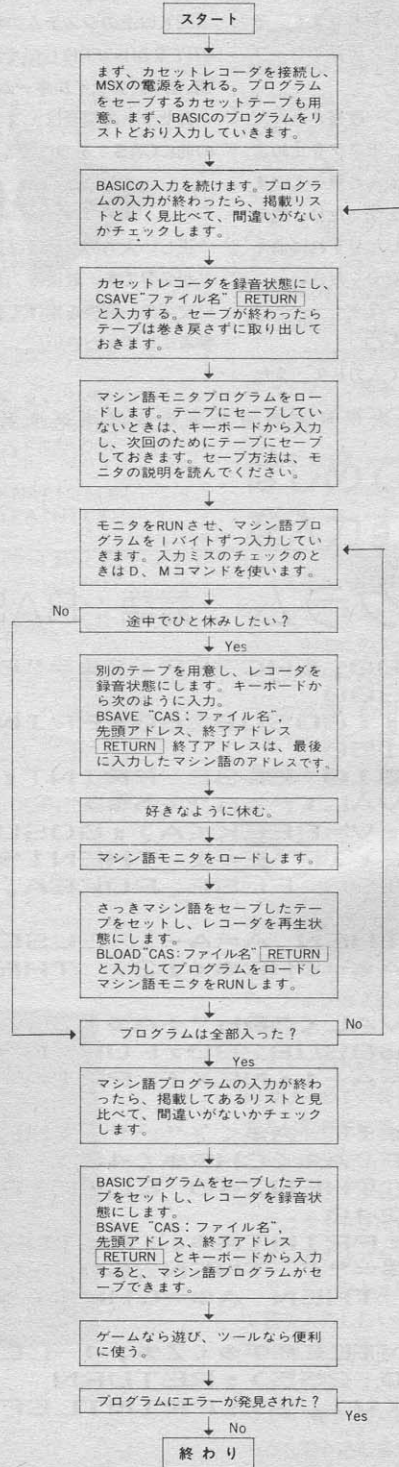 スタート
まず、カセットレコーダを接続し、
MSXの電源を入れる。プログラム
をセーブするカセットテープも用
意。まず、BASICのプログラムをリ
ストどおり入力していきます。
BASICの入力を続けます。プログラ
ムの入力が終わったら、掲載リス
トとよく見比べて、間違いがない
かチェックします。
カセットレコーダを録音状態にし、
CSAVE"ファイル名" RETURN
と入力する。セーブが終わったら
テープは巻き戻さずに取り出して
おきます。
マシン語モニタプログラムをロー
ドします。テープにセーブしてい
ないときは、キーボードから入力
し、次回のためにテープにセーブ
しておきます。セーブ方法は、モ
ニタの説明を読んでください。
モニタをRUNさせ、マシン語プロ
グラムを1バイトずつ入力してい
きます。入力ミスのチェックのと
きはD、Mコマンドを使います。
No
途中でひと休みしたい？
Yes
別のテープを用意し、レコーダを
録音状態にします。キーボードか
ら次のように入力。
BSAVE "CAS：ファイル名",
先頭アドレス、終了アドレス
RETURN 終了アドレスは、最後
に入力したマシン語のアドレスです。
好きなように休む。
マシン語モニタをロードします。
さっきマシン語をセーブしたテー
プをセットし、レコーダを再生状
態にします。
BLOAD"CAS:ファイル名" RETURN
と入力してプログラムをロードし
マシン語モニタをRUNします。
プログラムは全部入った？
No
Yes
マシン語プログラムの入力が終わ
ったら、掲載してあるリストと見
比べて、間違いがないかチェック
します。
BASICプログラムをセーブしたテー
プをセットし、レコーダを録音状
態にします。
BSAVE "CAS：ファイル名",
先頭アドレス、終了アドレス
RETURN とキーボードから入力
すると、マシン語プログラムがセ
ーブできます。
ゲームなら遊び、ツールなら便利
に使う。
プログラムにエラーが発見された？
Yes
No
終わり